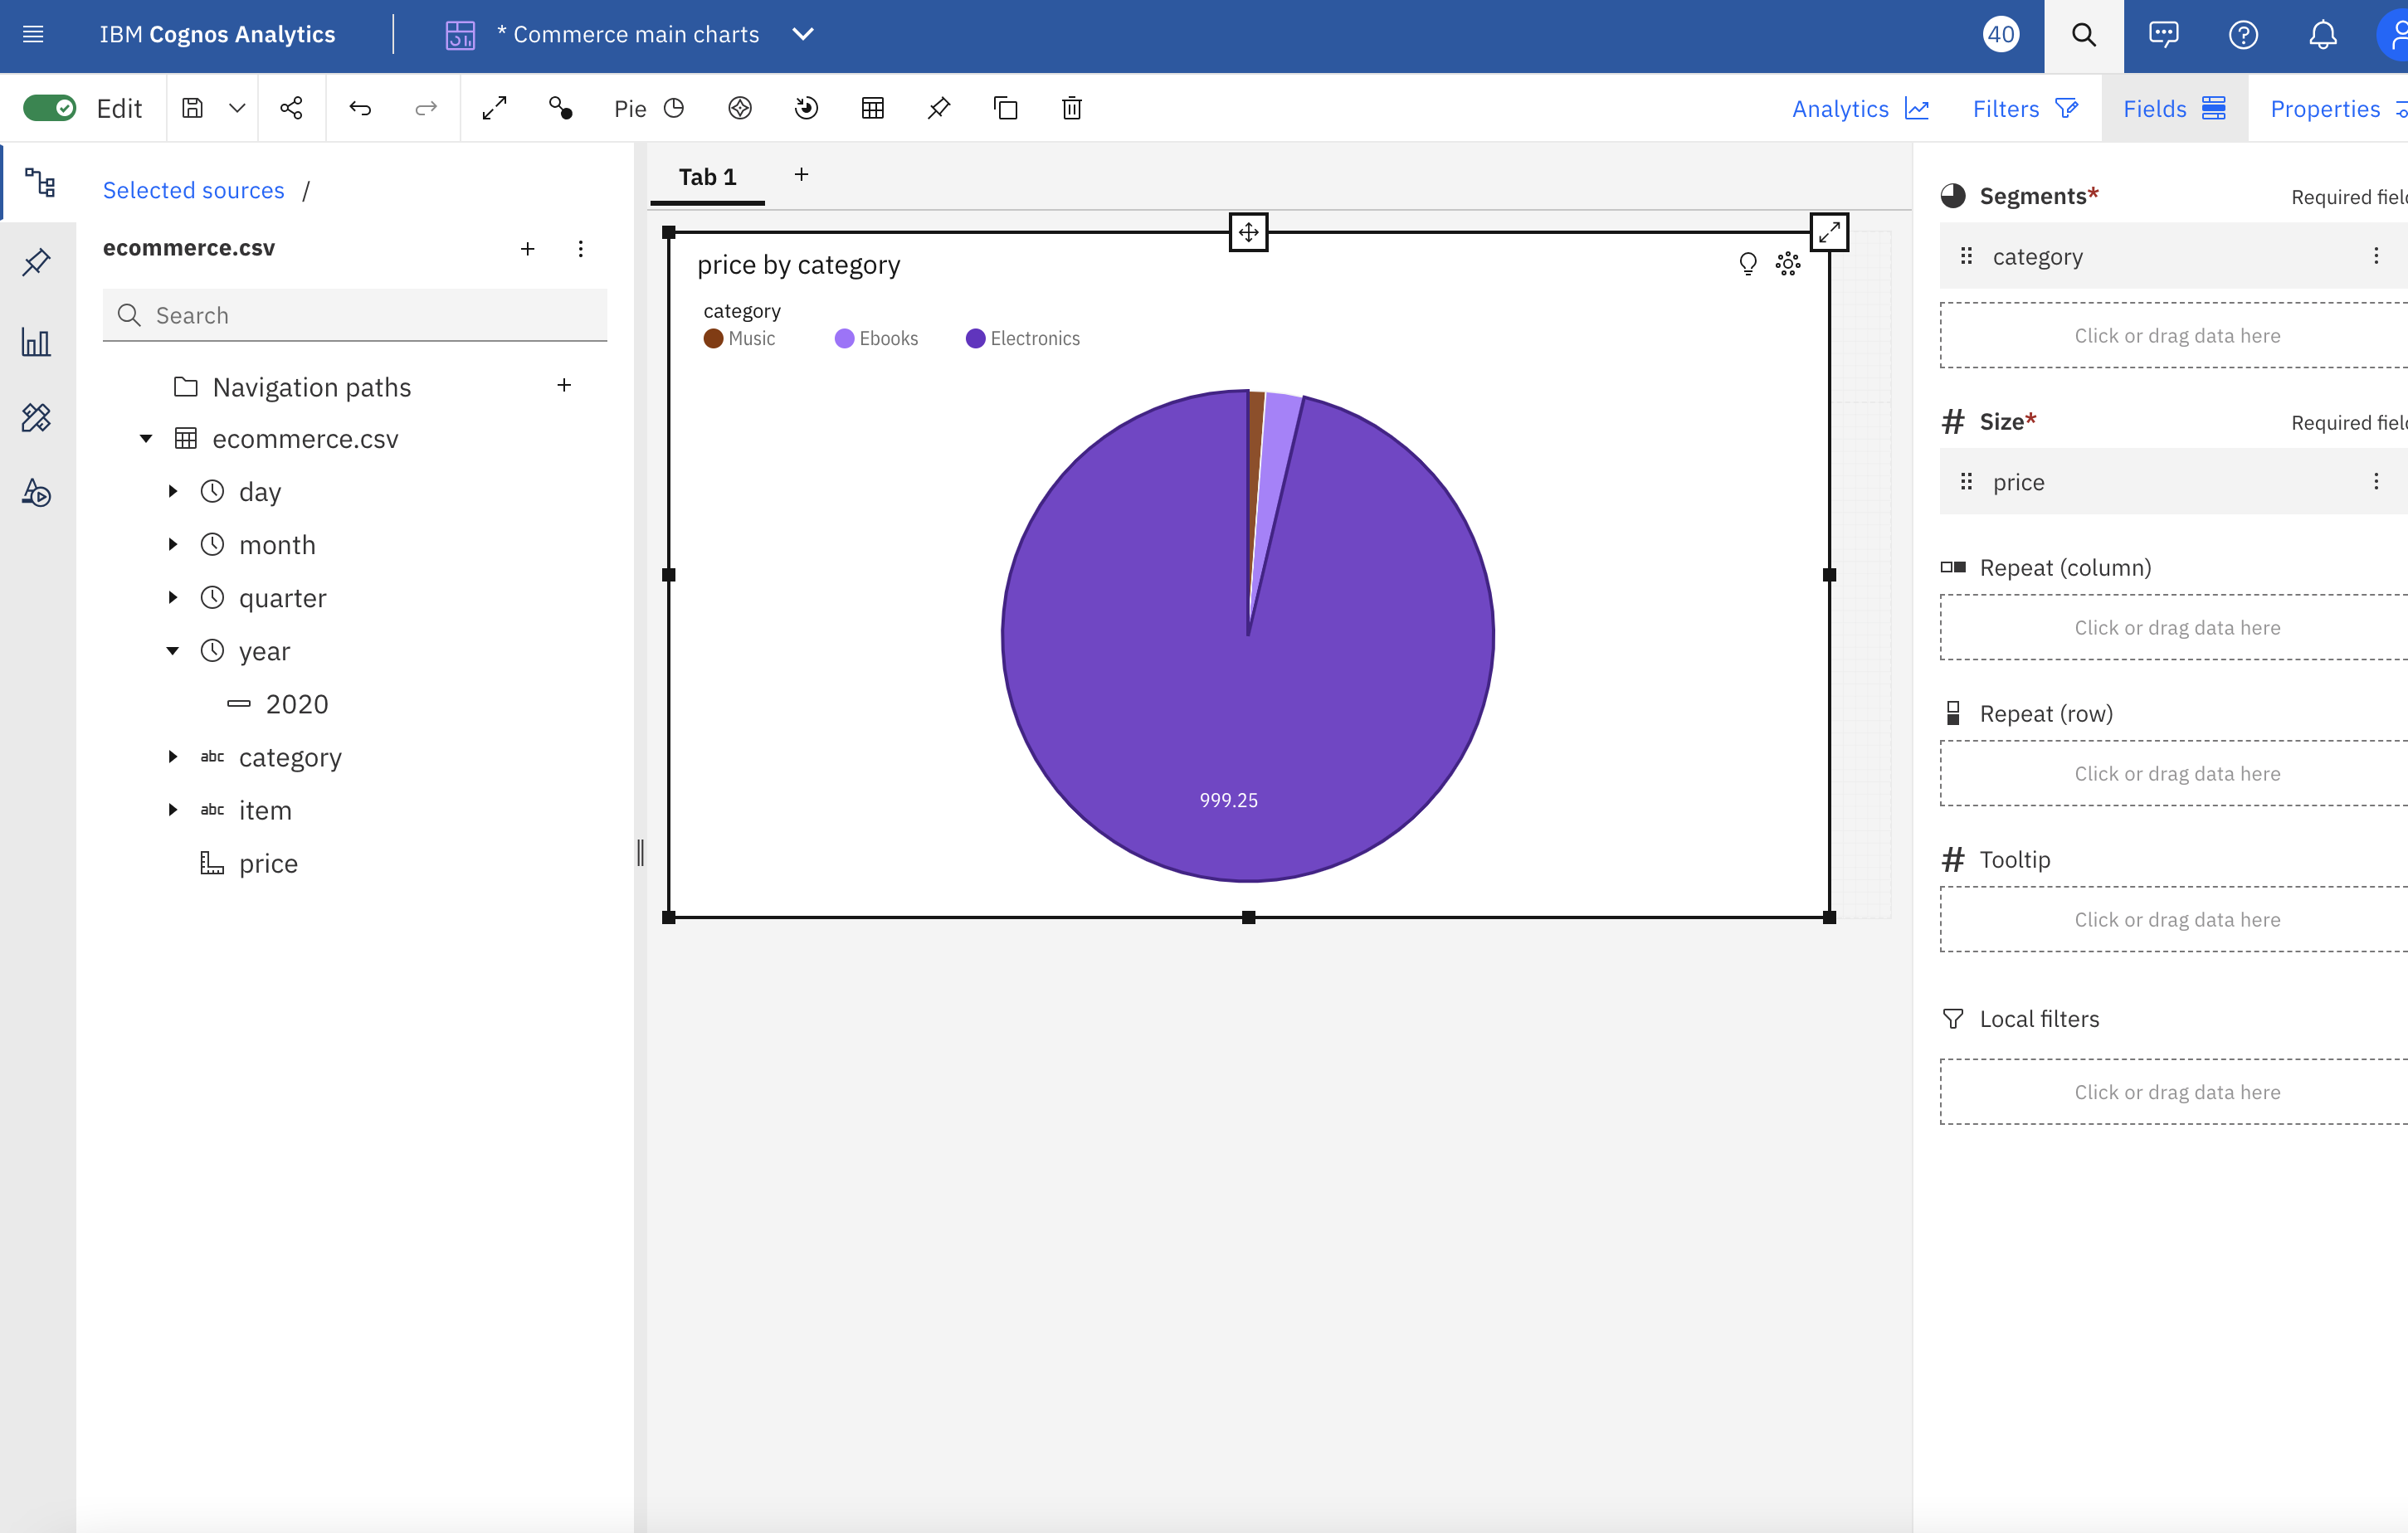 IBM Cognos Analytics
* Commerce main charts
40
Edit
Pie
Analytics
Filters
Fields
Properties
Selected sources /
ecommerce.csv
Search
Navigation paths
ecommerce.csv
day
month
quarter
year
2020
abc category
abc item
price
Tab 1
price by category
category
Music
Ebooks
Electronics
999.25
Segments*
Required fiel
category
Click or drag data here
# Size*
Required fiel
price
Repeat (column)
Click or drag data here
Repeat (row)
Click or drag data here
# Tooltip
Click or drag data here
Local filters
Click or drag data here